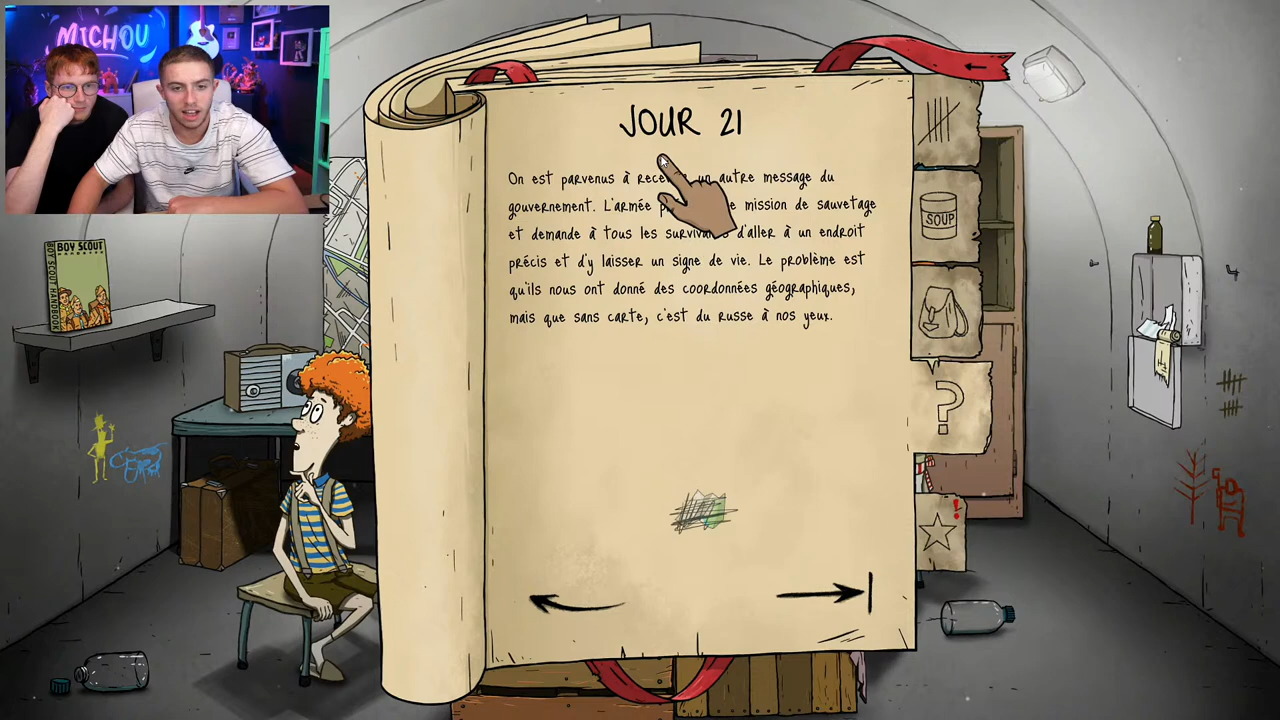 MICHOU
JOUR 21
On est parvenus à un autre message du
gouvernement. L'armée mission de sauvetage
et demande à tous les d'aller à un endroit
précis et d'y laisser un signe de vie. Le problème est
qu'ils nous ont donné des coordonnées géographiques,
mais que sans carte, c'est du russe à nos yeux.
SOUP
?
!
BOY SCOUT
BOY SCOUT HANDBOOK